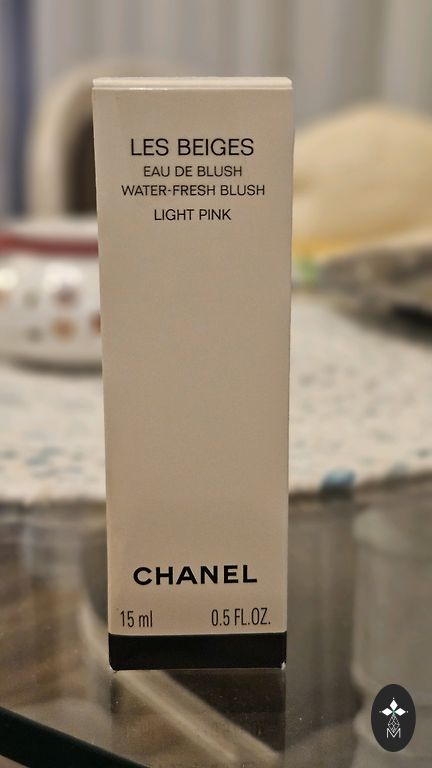 LES BEIGES
EAU DE BLUSH
WATER-FRESH BLUSH
LIGHT PINK
CHANEL
15 ml 0.5 FL.OZ.
M